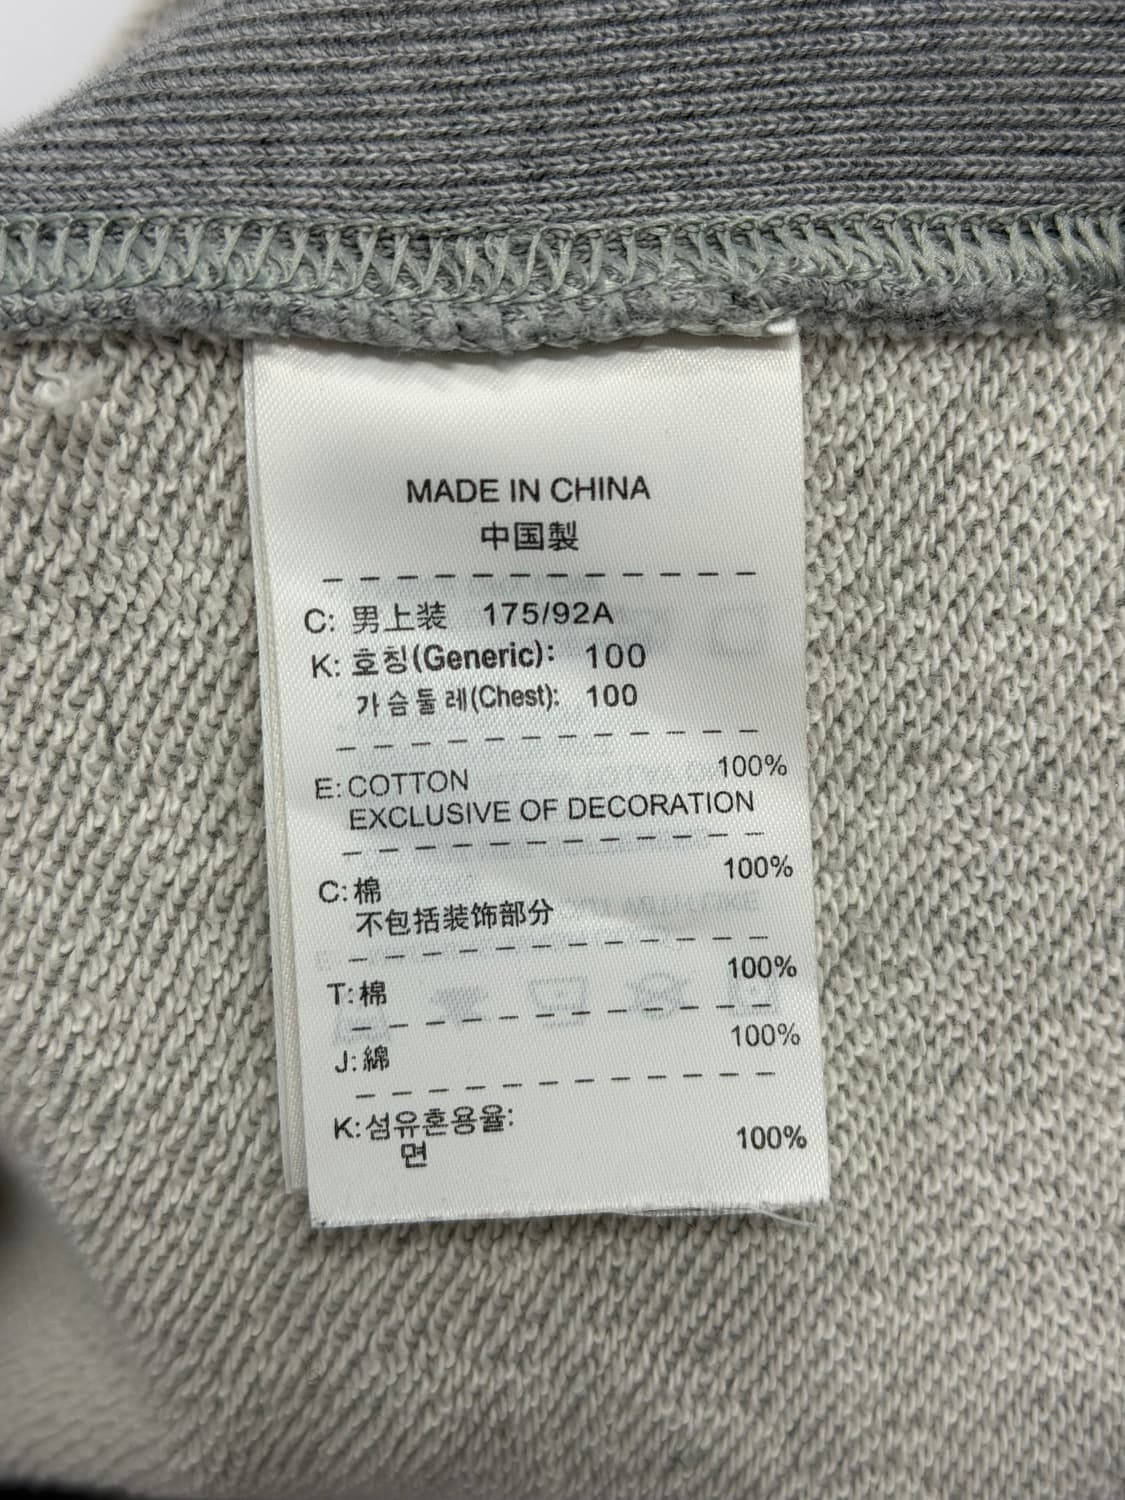 MADE IN CHINA
中国製
C: 男上装 175/92A
K: 호칭(Generic): 100
가슴둘레(Chest): 100
E: COTTON 100%
EXCLUSIVE OF DECORATION
C: 棉 100%
不包括装饰部分
T: 棉 100%
J: 綿 100%
K: 섬유혼용율:
면 100%